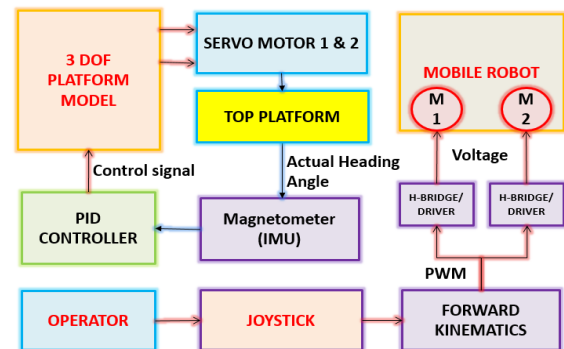 3 DOF
PLATFORM
MODEL
SERVO MOTOR 1 & 2
TOP PLATFORM
Actual Heading
Angle
Control signal
PID
CONTROLLER
Magnetometer
(IMU)
MOBILE ROBOT
M
1
M
2
Voltage
H-BRIDGE/
DRIVER
H-BRIDGE/
DRIVER
PWM
OPERATOR
JOYSTICK
FORWARD
KINEMATICS